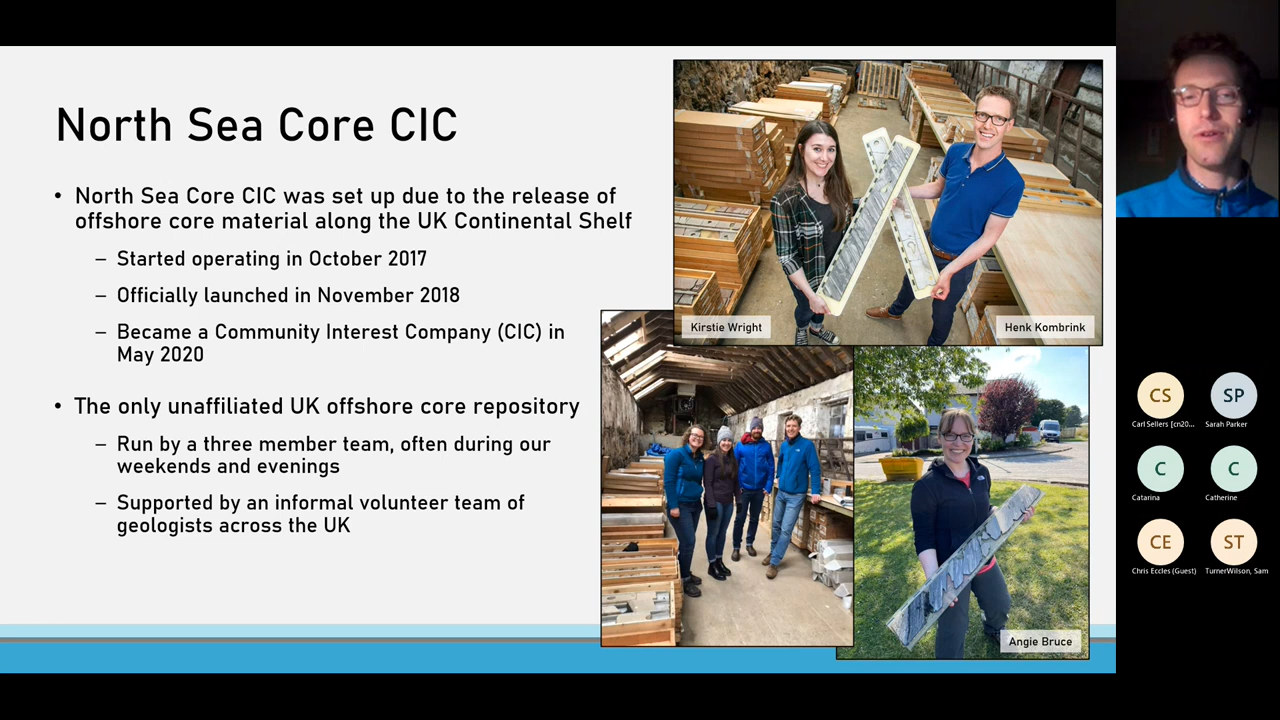 North Sea Core CIC
• North Sea Core CIC was set up due to the release of
offshore core material along the UK Continental Shelf
– Started operating in October 2017
– Officially launched in November 2018
– Became a Community Interest Company (CIC) in
May 2020
• The only unaffiliated UK offshore core repository
– Run by a three member team, often during our
weekends and evenings
– Supported by an informal volunteer team of
geologists across the UK
Kirstie Wright
Henk Kombrink
Angie Bruce
CS
SP
Carl Sellers [cn20...
Sarah Parker
C
C
Catarina
Catherine
CE
ST
Chris Eccles (Guest)
TurnerWilson, Sam